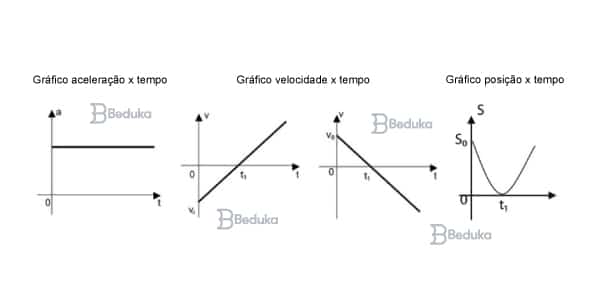 Gráfico aceleração x tempo
Gráfico velocidade x tempo
Gráfico posição x tempo
a
Beduka
0
t
v
0
t₁
t
v₀
Beduka
v
v₀
Beduka
0
t₁
t
S
S₀
0
t₁
Beduka